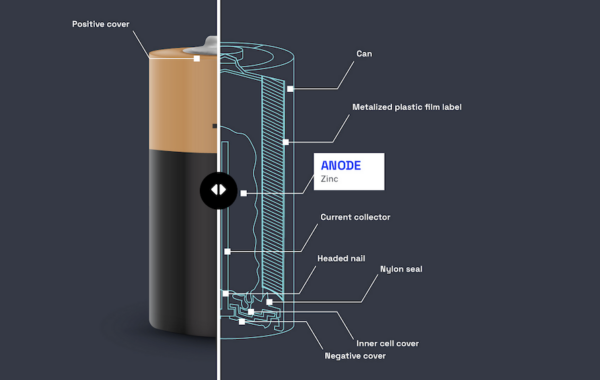 Positive cover
Can
Metalized plastic film label
ANODE
Zinc
Current collector
Headed nail
Nylon seal
Inner cell cover
Negative cover